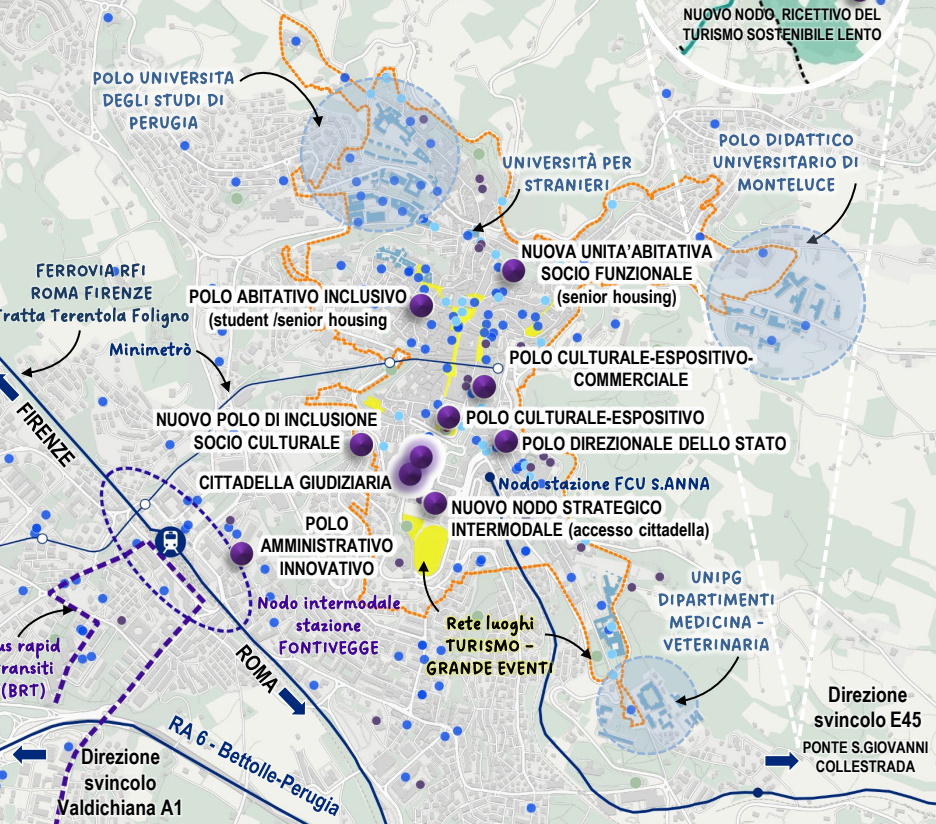 NUOVO NODO RICETTIVO DEL
TURISMO SOSTENIBILE LENTO
POLO UNIVERSITA
DEGLI STUDI DI
PERUGIA
UNIVERSITÀ PER
STRANIERI
POLO DIDATTICO
UNIVERSITARIO DI
MONTELUCE
NUOVA UNITA'ABITATIVA
SOCIO FUNZIONALE
(senior housing)
FERROVIA RFI
ROMA FIRENZE
Tratta Terentola Foligno
POLO ABITATIVO INCLUSIVO
(student /senior housing
Minimetrò
POLO CULTURALE-ESPOSITIVO-
COMMERCIALE
FIRENZE
NUOVO POLO DI INCLUSIONE
SOCIO CULTURALE
POLO CULTURALE-ESPOSITIVO
POLO DIREZIONALE DELLO STATO
CITTADELLA GIUDIZIARIA
Nodo stazione FCU S.ANNA
NUOVO NODO STRATEGICO
INTERMODALE (accesso cittadella)
POLO
AMMINISTRATIVO
INNOVATIVO
Nodo intermodale
stazione
FONTIVEGGE
Rete luoghi
TURISMO –
GRANDE EVENTI
UNIPG
DIPARTIMENTI
MEDICINA -
VETERINARIA
us rapid
ransiti
(BRT)
ROMA
RA 6 - Bettolle-Perugia
Direzione
svincolo
Valdichiana A1
Direzione
svincolo E45
PONTE S.GIOVANNI
COLLESTRADA